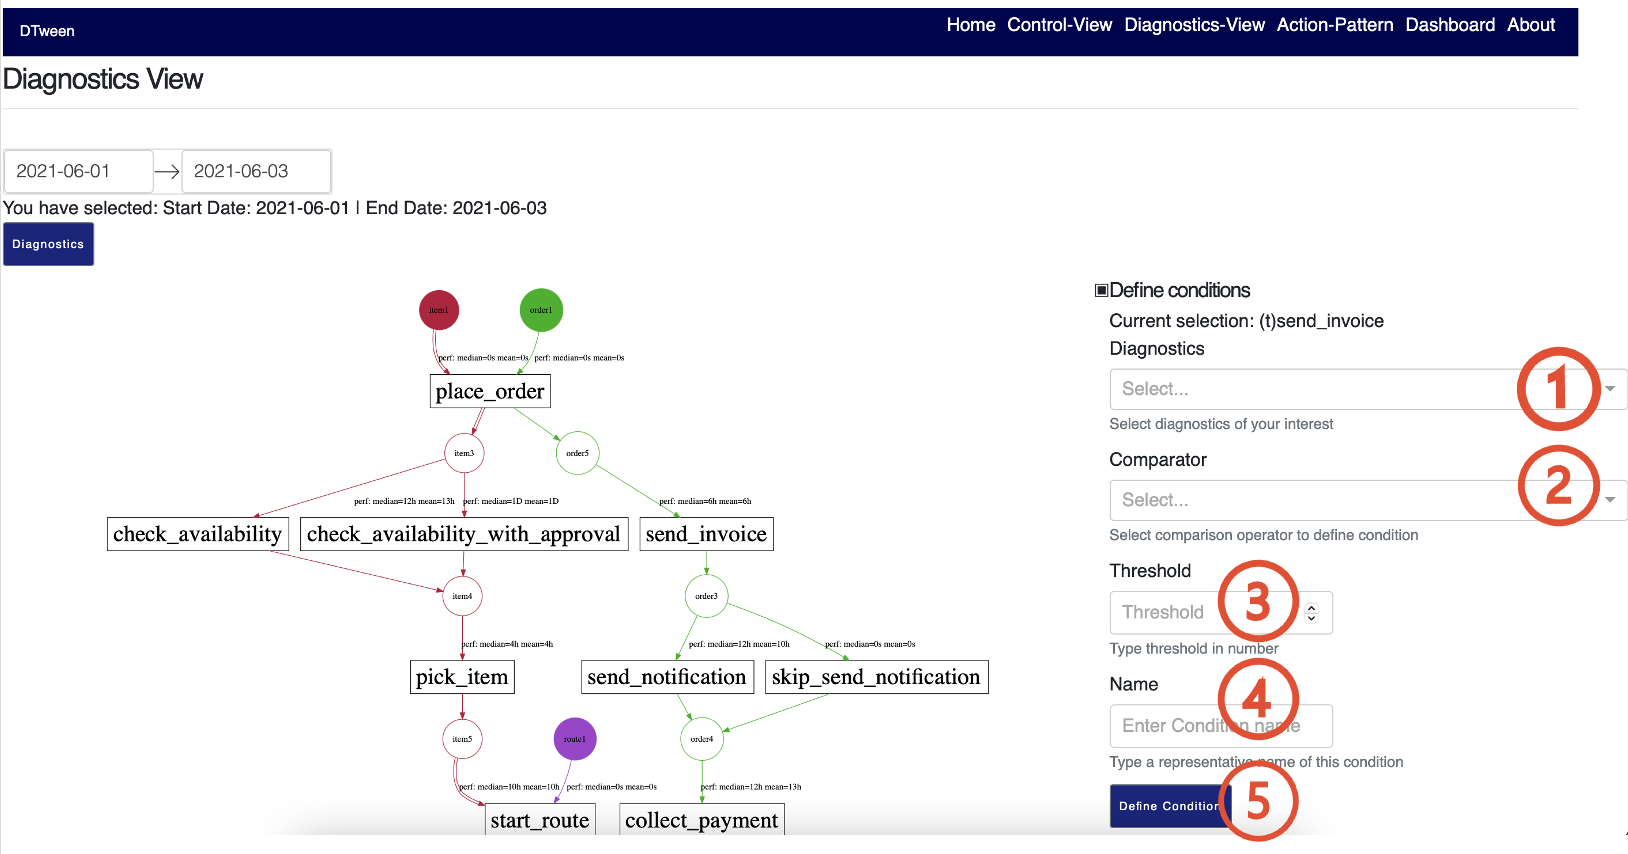 DTween
Home Control-View Diagnostics-View Action-Pattern Dashboard About
Diagnostics View
2021-06-01
2021-06-03
You have selected: Start Date: 2021-06-01 | End Date: 2021-06-03
Diagnostics
item1
order1
perf: median=0s mean=0s
perf: median=0s mean=0s
place_order
item3
order5
perf: median=12h mean=13h
perf: median=1D mean=1D
perf: median=6h mean=6h
check_availability
check_availability_with_approval
send_invoice
item4
order3
perf: median=4h mean=4h
perf: median=12h mean=10h
perf: median=0s mean=0s
pick_item
send_notification
skip_send_notification
item5
route1
order4
perf: median=10h mean=10h
perf: median=0s mean=0s
perf: median=12h mean=13h
start_route
collect_payment
Define conditions
Current selection: (t)send_invoice
Diagnostics
Select...
1
Select diagnostics of your interest
Comparator
Select...
2
Select comparison operator to define condition
Threshold
Threshold
3
Type threshold in number
Name
4
Enter Condition name
Type a representative name of this condition
Define Condition
5